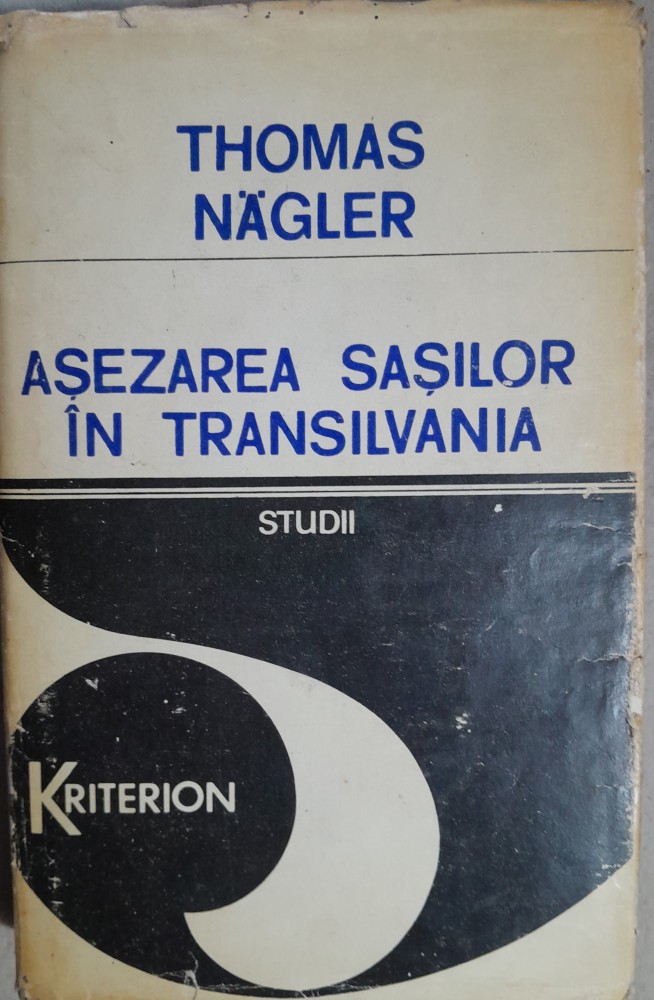 THOMAS
NÄGLER
AȘEZAREA SAȘILOR
ÎN TRANSILVANIA
STUDII
KRITERION